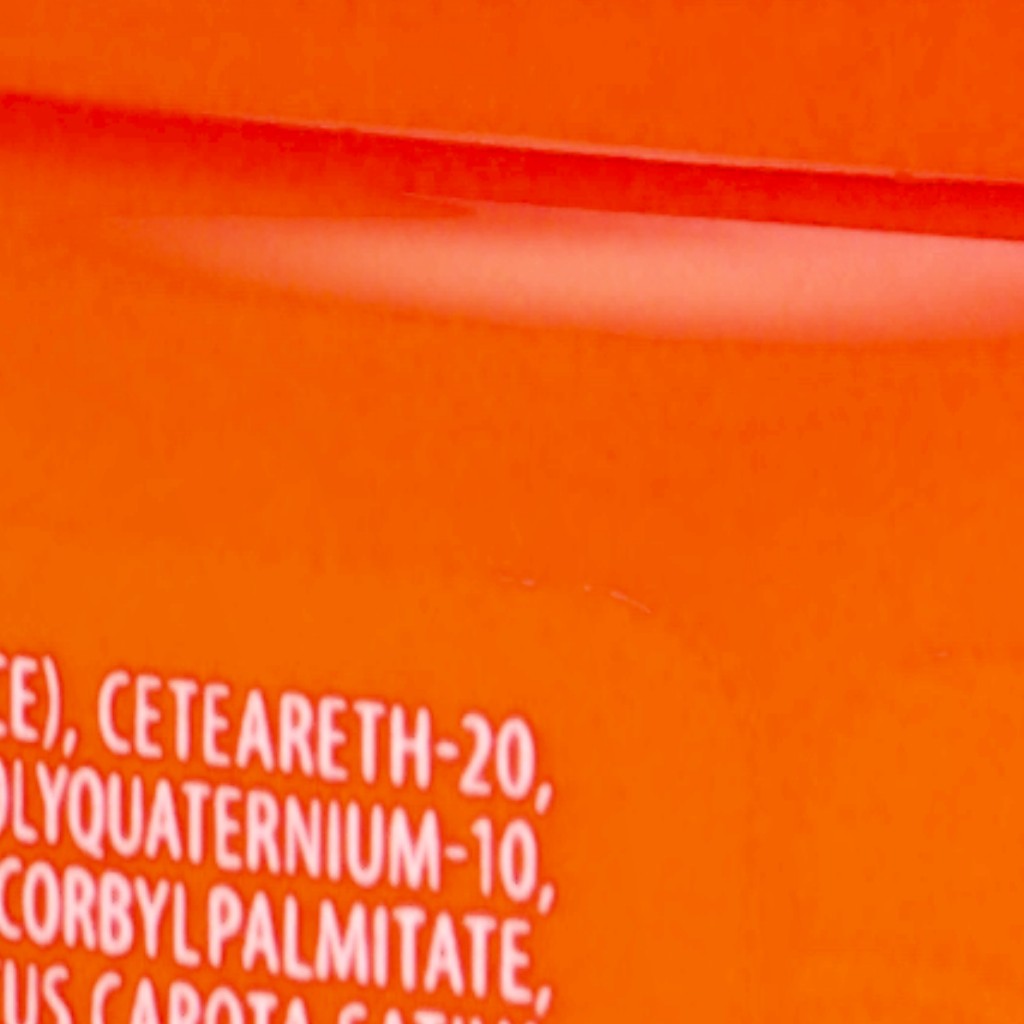 CE), CETEARETH-20,
OLYQUATERNIUM-10,
CORBYL PALMITATE,